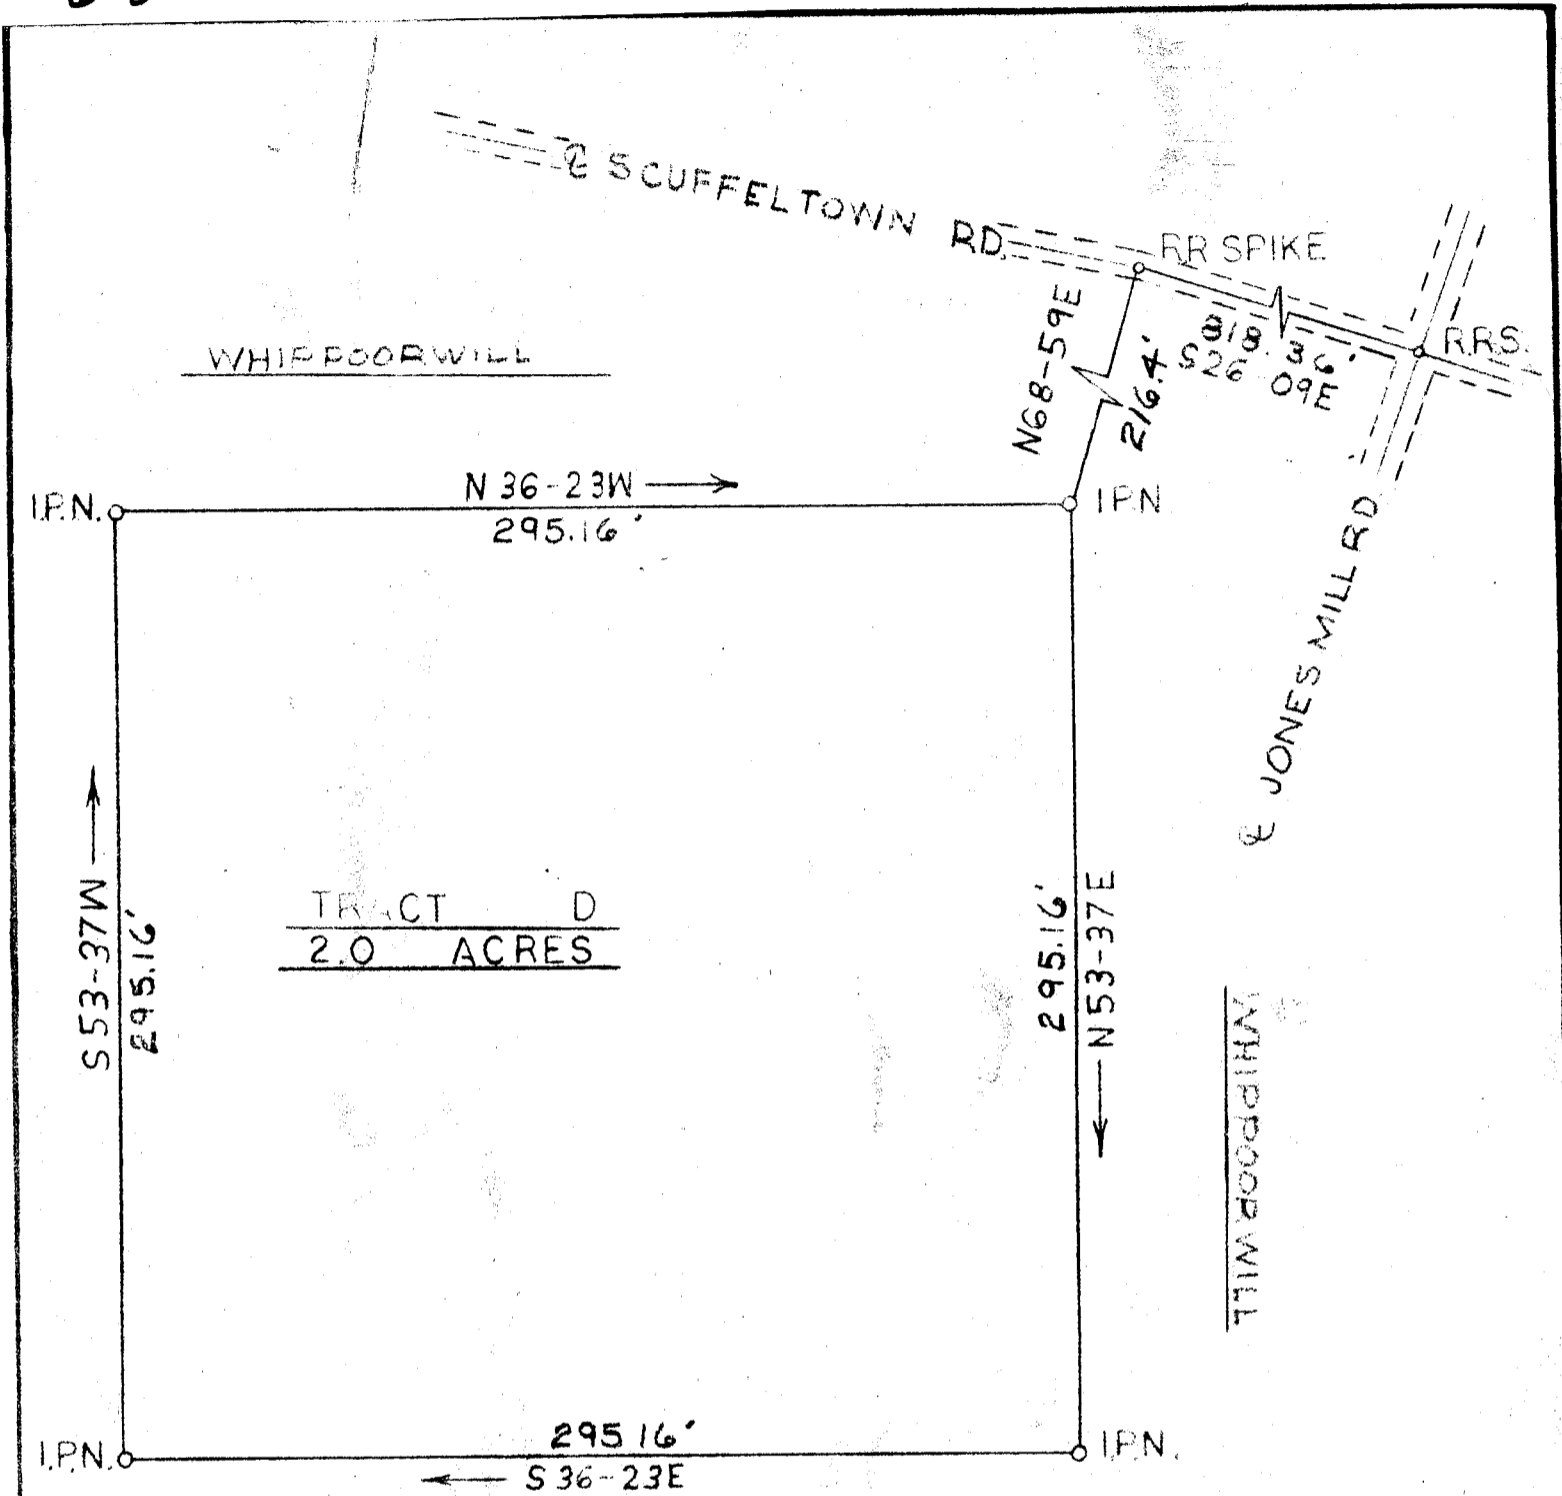 ℄ SCUFFELTOWN RD.
RR SPIKE
R.R.S.
318.36'
S26 09E
N68-59E
216.4'
WHIPPOORWILL
N 36-23W
295.16'
I.P.N.
I.P.N
℄ JONES MILL RD
S 53-37W
295.16'
TRACT D
2.0 ACRES
295.16'
N53-37E
WHIPPOORWILL
295.16'
S 36-23E
I.P.N.
I.P.N.